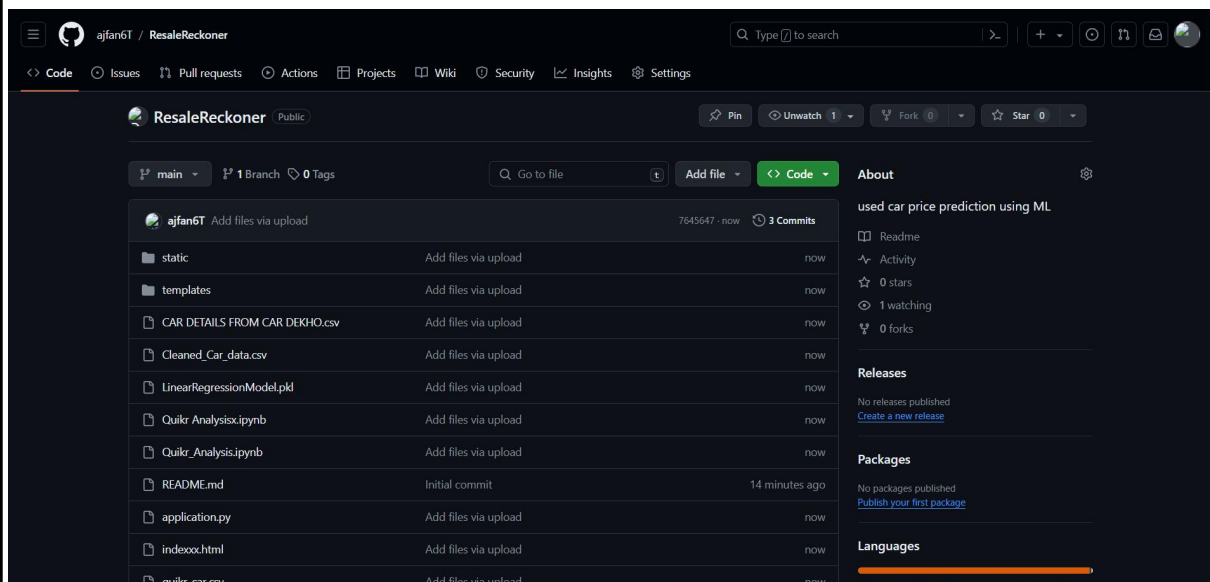 ajfan6T / ResaleReckoner Type / to search
Code Issues Pull requests Actions Projects Wiki Security Insights Settings
ResaleReckoner Public Pin Unwatch 1 Fork 0 Star 0
main 1 Branch 0 Tags Go to file t Add file Code
ajfan6T Add files via upload 7645647 · now 3 Commits
static Add files via upload now
templates Add files via upload now
CAR DETAILS FROM CAR DEKHO.csv Add files via upload now
Cleaned_Car_data.csv Add files via upload now
LinearRegressionModel.pkl Add files via upload now
Quikr Analysisx.ipynb Add files via upload now
Quikr_Analysis.ipynb Add files via upload now
README.md Initial commit 14 minutes ago
application.py Add files via upload now
indexxx.html Add files via upload now
quikr_car.csv Add files via upload now
About
used car price prediction using ML
Readme
Activity
0 stars
1 watching
0 forks
Releases
No releases published
Create a new release
Packages
No packages published
Publish your first package
Languages